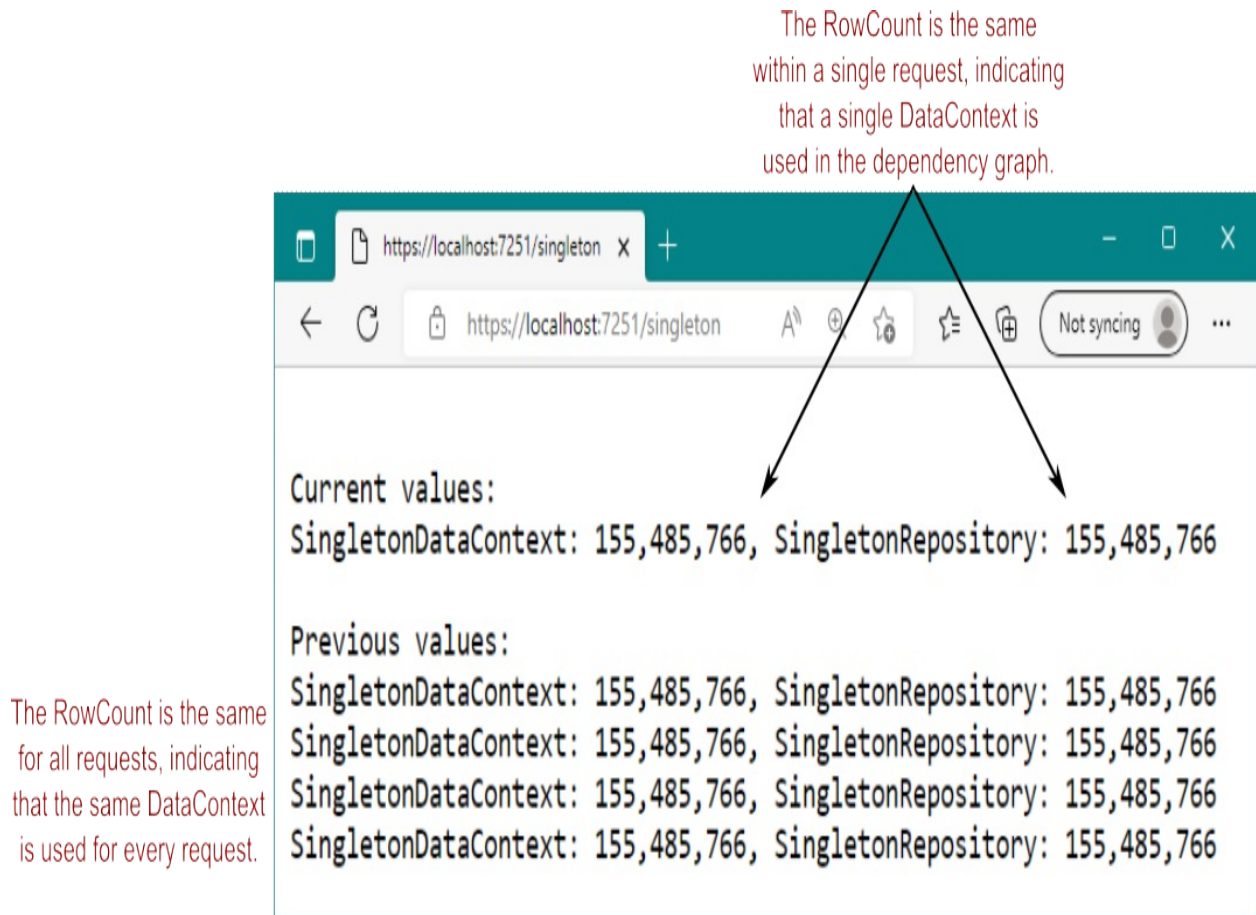 The RowCount is the same
within a single request, indicating
that a single DataContext is
used in the dependency graph.
https://localhost:7251/singleton
https://localhost:7251/singleton
Not syncing
Current values:
SingletonDataContext: 155,485,766, SingletonRepository: 155,485,766
Previous values:
SingletonDataContext: 155,485,766, SingletonRepository: 155,485,766
SingletonDataContext: 155,485,766, SingletonRepository: 155,485,766
SingletonDataContext: 155,485,766, SingletonRepository: 155,485,766
SingletonDataContext: 155,485,766, SingletonRepository: 155,485,766
The RowCount is the same
for all requests, indicating
that the same DataContext
is used for every request.